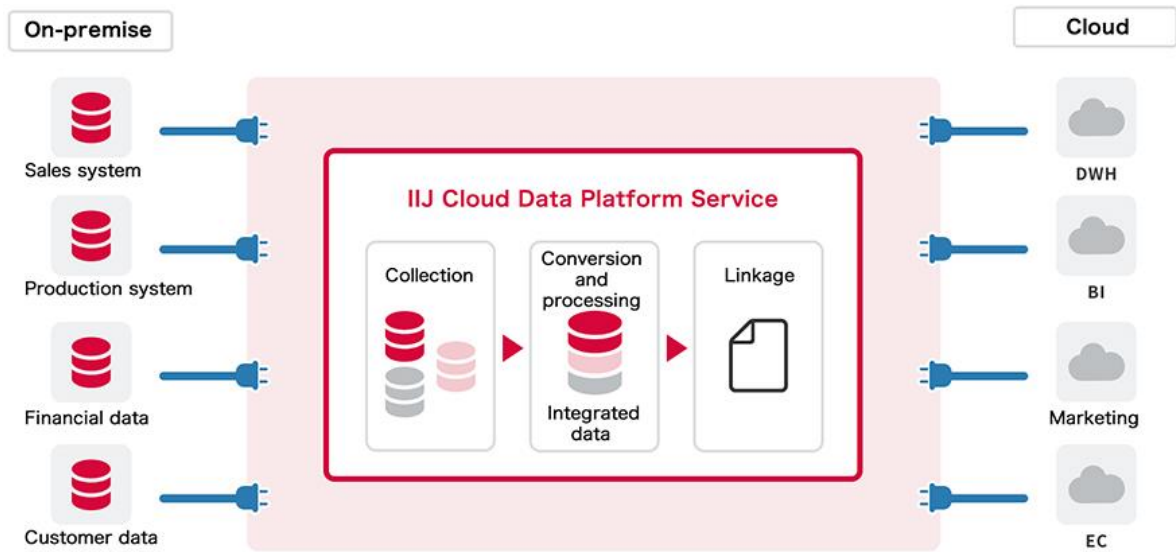 On-premise
Cloud
Sales system
Production system
Financial data
Customer data
IIJ Cloud Data Platform Service
Collection
Conversion
and
processing
Integrated
data
Linkage
DWH
BI
Marketing
EC